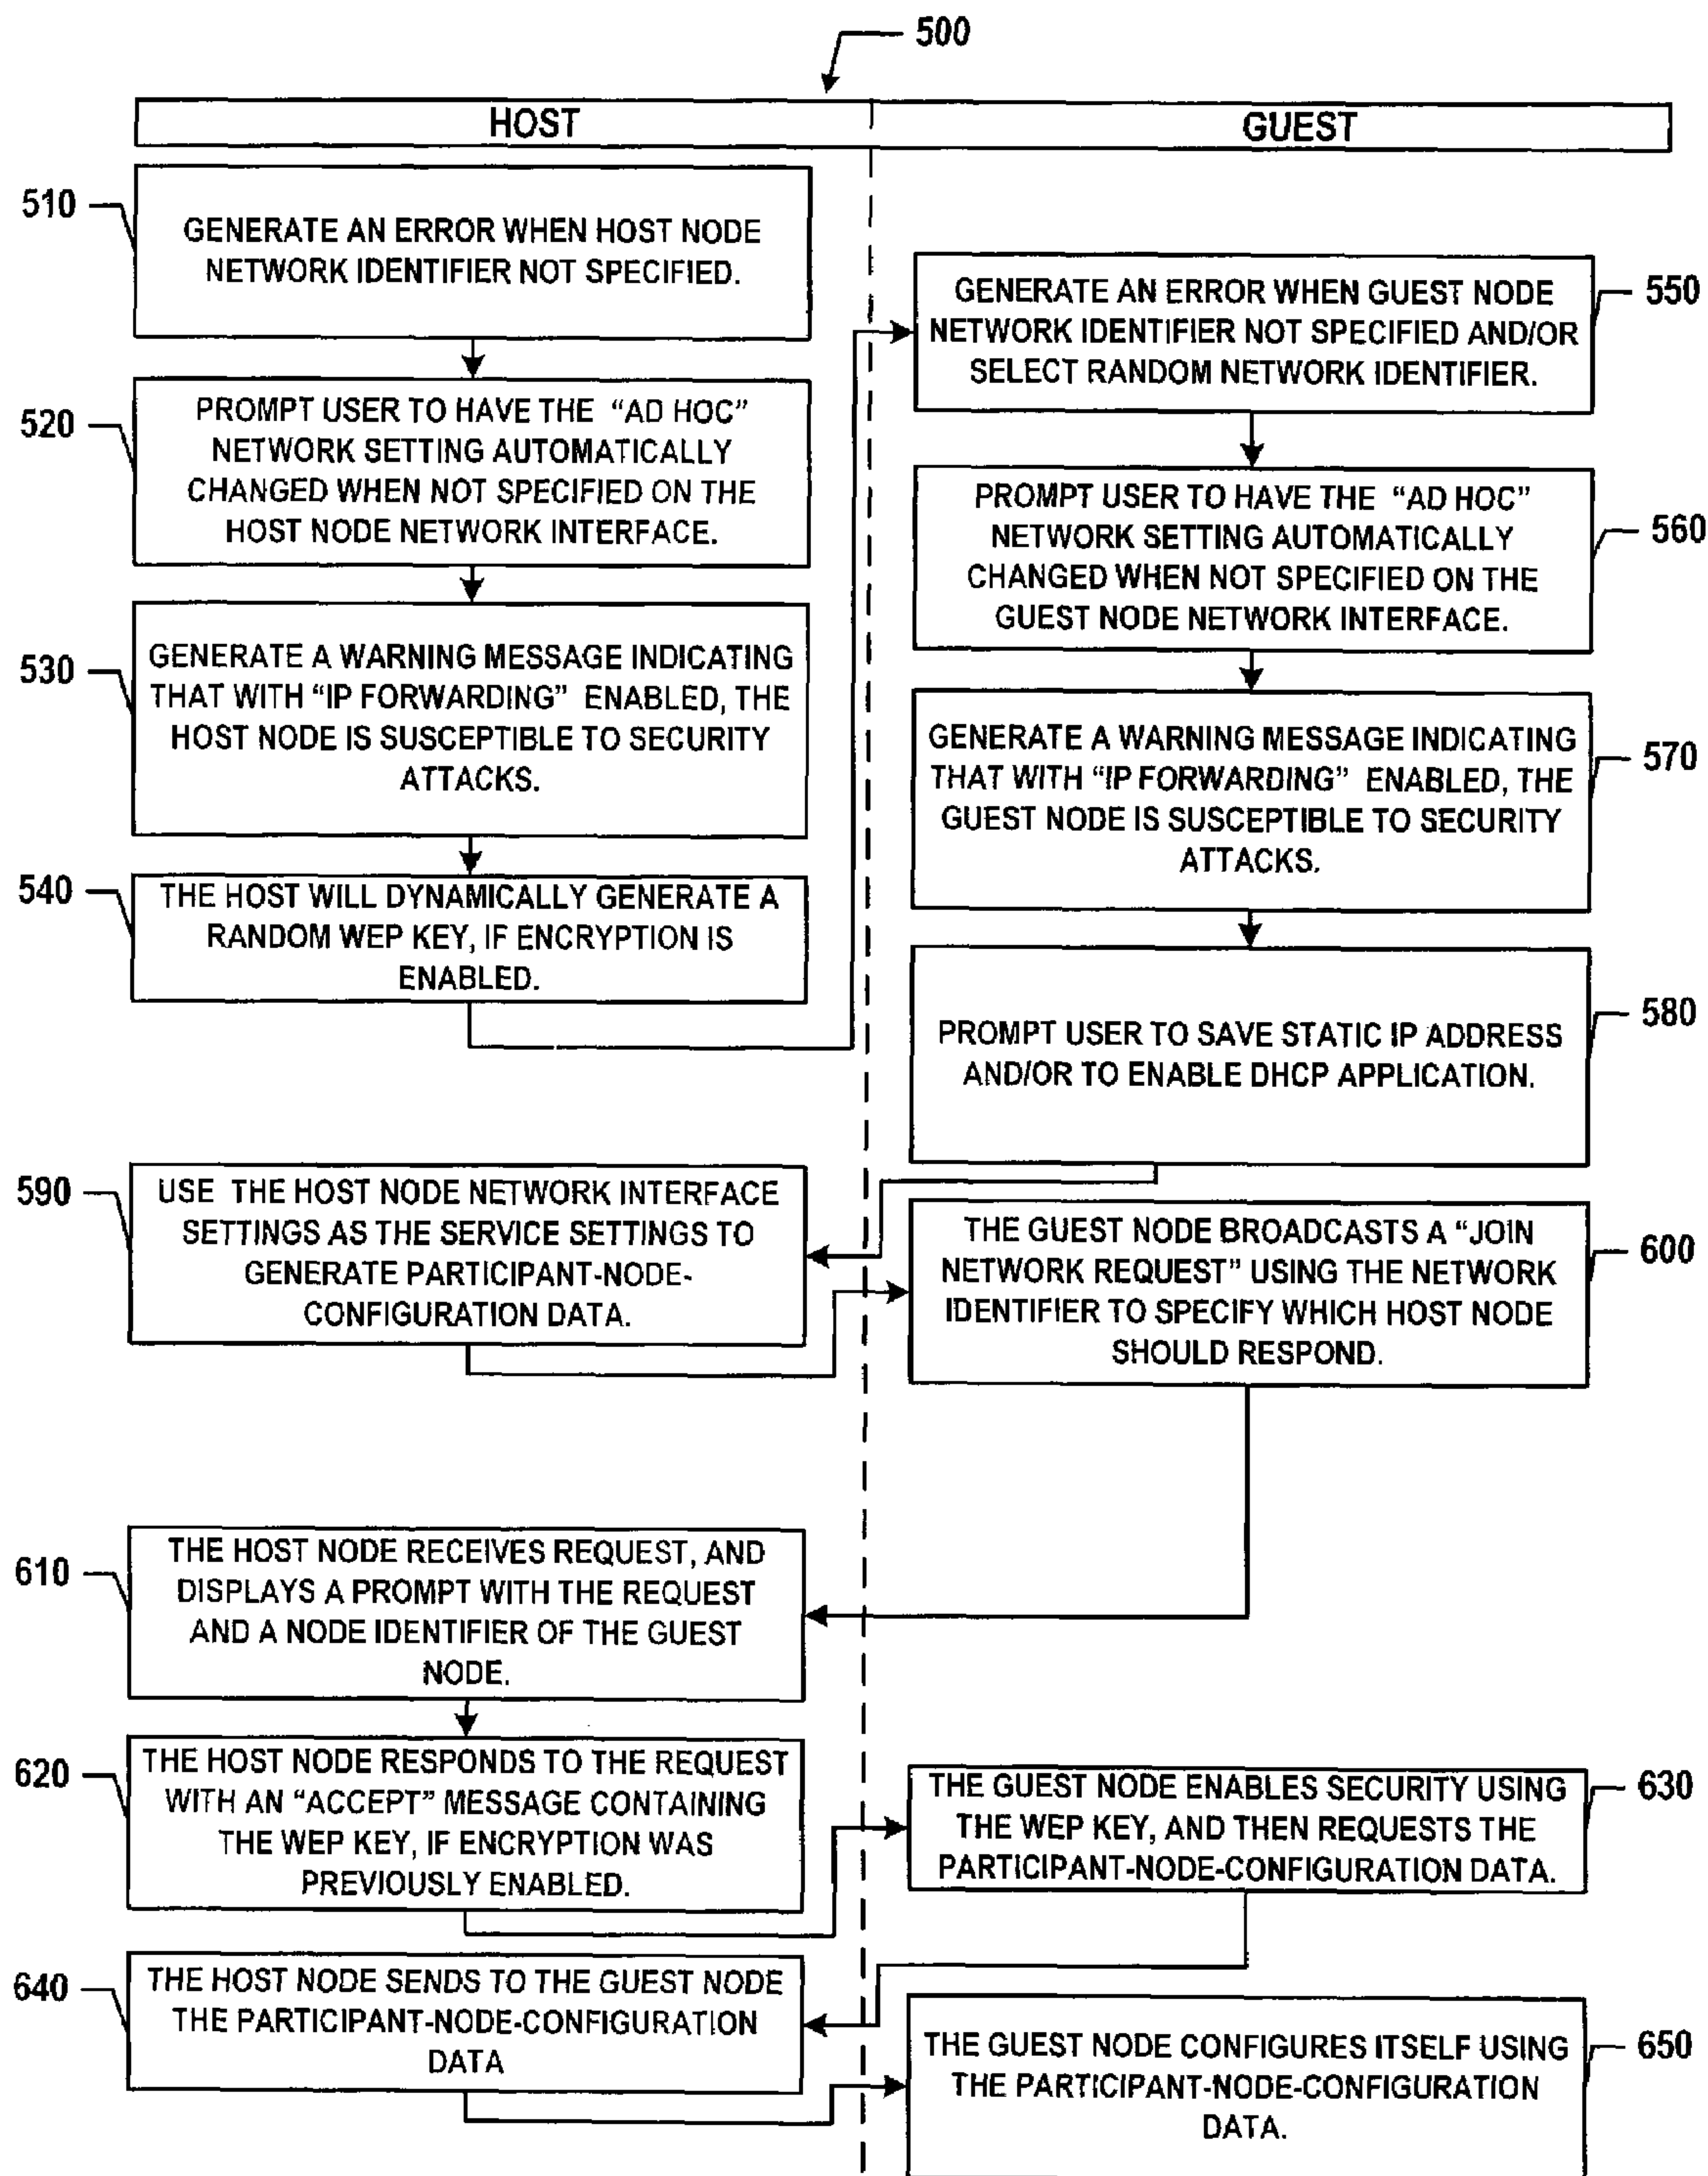 500
HOST
GUEST
510
GENERATE AN ERROR WHEN HOST NODE
NETWORK IDENTIFIER NOT SPECIFIED.
520
PROMPT USER TO HAVE THE “AD HOC”
NETWORK SETTING AUTOMATICALLY
CHANGED WHEN NOT SPECIFIED ON THE
HOST NODE NETWORK INTERFACE.
530
GENERATE A WARNING MESSAGE INDICATING
THAT WITH “IP FORWARDING” ENABLED, THE
HOST NODE IS SUSCEPTIBLE TO SECURITY
ATTACKS.
540
THE HOST WILL DYNAMICALLY GENERATE A
RANDOM WEP KEY, IF ENCRYPTION IS
ENABLED.
550
GENERATE AN ERROR WHEN GUEST NODE
NETWORK IDENTIFIER NOT SPECIFIED AND/OR
SELECT RANDOM NETWORK IDENTIFIER.
560
PROMPT USER TO HAVE THE “AD HOC”
NETWORK SETTING AUTOMATICALLY
CHANGED WHEN NOT SPECIFIED ON THE
GUEST NODE NETWORK INTERFACE.
570
GENERATE A WARNING MESSAGE INDICATING
THAT WITH “IP FORWARDING” ENABLED, THE
GUEST NODE IS SUSCEPTIBLE TO SECURITY
ATTACKS.
580
PROMPT USER TO SAVE STATIC IP ADDRESS
AND/OR TO ENABLE DHCP APPLICATION.
590
USE THE HOST NODE NETWORK INTERFACE
SETTINGS AS THE SERVICE SETTINGS TO
GENERATE PARTICIPANT-NODE-
CONFIGURATION DATA.
600
THE GUEST NODE BROADCASTS A “JOIN
NETWORK REQUEST” USING THE NETWORK
IDENTIFIER TO SPECIFY WHICH HOST NODE
SHOULD RESPOND.
610
THE HOST NODE RECEIVES REQUEST, AND
DISPLAYS A PROMPT WITH THE REQUEST
AND A NODE IDENTIFIER OF THE GUEST
NODE.
620
THE HOST NODE RESPONDS TO THE REQUEST
WITH AN “ACCEPT” MESSAGE CONTAINING
THE WEP KEY, IF ENCRYPTION WAS
PREVIOUSLY ENABLED.
630
THE GUEST NODE ENABLES SECURITY USING
THE WEP KEY, AND THEN REQUESTS THE
PARTICIPANT-NODE-CONFIGURATION DATA.
640
THE HOST NODE SENDS TO THE GUEST NODE
THE PARTICIPANT-NODE-CONFIGURATION
DATA
650
THE GUEST NODE CONFIGURES ITSELF USING
THE PARTICIPANT-NODE-CONFIGURATION
DATA.